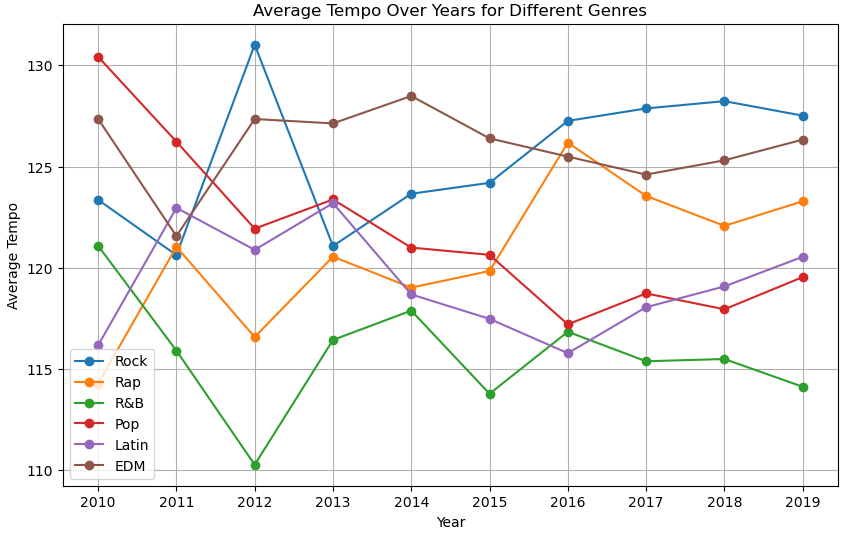 Average Tempo Over Years for Different Genres
Average Tempo
130
125
120
115
110
Rock
Rap
R&B
Pop
Latin
EDM
2010 2011 2012 2013 2014 2015 2016 2017 2018 2019
Year